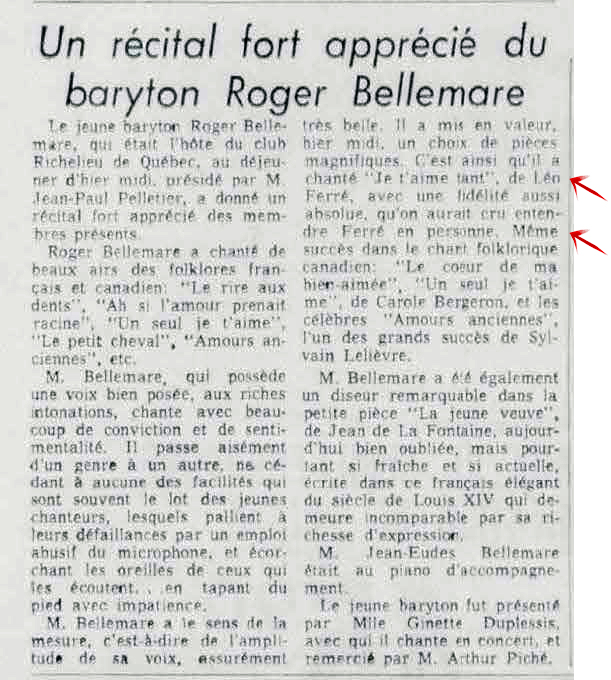 Un récital fort apprécié du
baryton Roger Bellemare
Le jeune baryton Roger Belle-
mare, qui était l'hôte du club
Richelieu de Québec, au déjeu-
ner d'hier midi, présidé par M.
Jean-Paul Pelletier, a donné un
récital fort apprécié des mem-
bres présents.
Roger Bellemare a chanté de
beaux airs des folklores fran-
çais et canadien: "Le rire aux
dents", "Ah si l'amour prenait
racine", "Un seul je t'aime",
"Le petit cheval", "Amours an-
ciennes", etc.
M. Bellemare, qui possède
une voix bien posée, aux riches
intonations, chante avec beau-
coup de conviction et de senti-
mentalité. Il passe aisément
d'un genre à un autre, ne cé-
dant à aucune des facilités qui
sont souvent le lot des jeunes
chanteurs, lesquels pallient à
leurs défaillances par un emploi
abusif du microphone, et écor-
chant les oreilles de ceux qui
les écoutent... en tapant du
pied avec impatience.
M. Bellemare a le sens de la
mesure, c'est-à-dire de l'ampli-
tude de sa voix, assurément
très belle. Il a mis en valeur,
hier midi, un choix de pièces
magnifiques. C'est ainsi qu'il a
chanté "Je t'aime tant", de Léo
Ferré, avec une fidélité aussi
absolue, qu'on aurait cru enten-
dre Ferré en personne. Même
succès dans le chant folklorique
canadien: "Le coeur de ma
bien-aimée", "Un seul je t'ai-
me", de Carole Bergeron, et les
célèbres "Amours anciennes",
l'un des grands succès de Syl-
vain Lelièvre.
M. Bellemare a été également
un diseur remarquable dans la
petite pièce "La jeune veuve",
de Jean de La Fontaine, aujour-
d'hui bien oubliée, mais pour-
tant si fraîche et si actuelle,
écrite dans ce français élégant
du siècle de Louis XIV qui de-
meure incomparable par sa ri-
chesse d'expression.
M. Jean-Eudes Bellemare
était au piano d'accompagne-
ment.
Le jeune baryton fut présenté
par Mlle Ginette Duplessis,
avec qui il chante en concert, et
remercié par M. Arthur Piché.